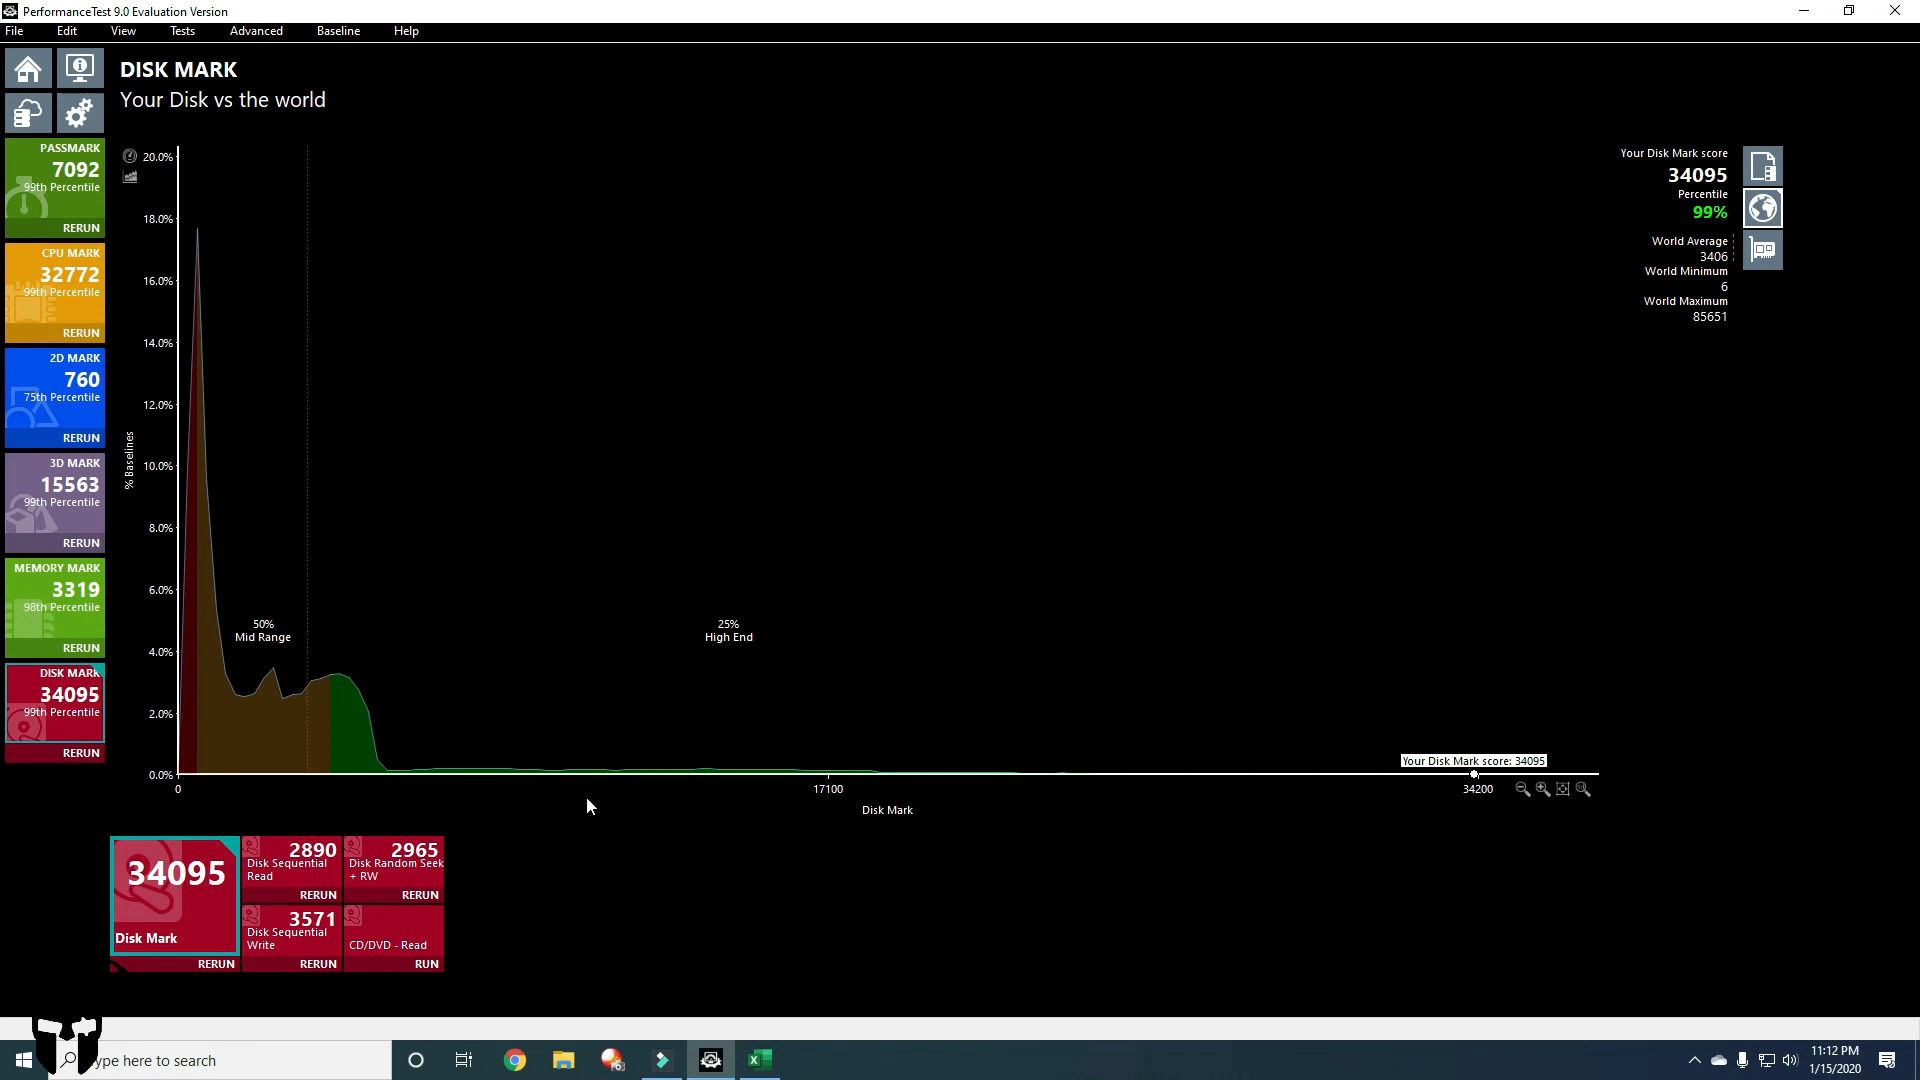 PerformanceTest 9.0 Evaluation Version
File Edit View Tests Advanced Baseline Help
DISK MARK
Your Disk vs the world
PASSMARK
7092
99th Percentile
RERUN
CPU MARK
32772
99th Percentile
RERUN
2D MARK
760
75th Percentile
RERUN
3D MARK
15563
99th Percentile
RERUN
MEMORY MARK
3319
98th Percentile
RERUN
DISK MARK
34095
99th Percentile
RERUN
20.0%
18.0%
16.0%
14.0%
12.0%
10.0%
8.0%
6.0%
4.0%
2.0%
0.0%
% Baselines
50%
Mid Range
25%
High End
Your Disk Mark score: 34095
0 17100 34200
Disk Mark
Your Disk Mark score
34095
Percentile
99%
World Average
3406
World Minimum
6
World Maximum
85651
34095
Disk Mark
RERUN
2890
Disk Sequential
Read
RERUN
2965
Disk Random Seek
+ RW
RERUN
3571
Disk Sequential
Write
RERUN
CD/DVD - Read
RUN
ype here to search
11:12 PM
1/15/2020